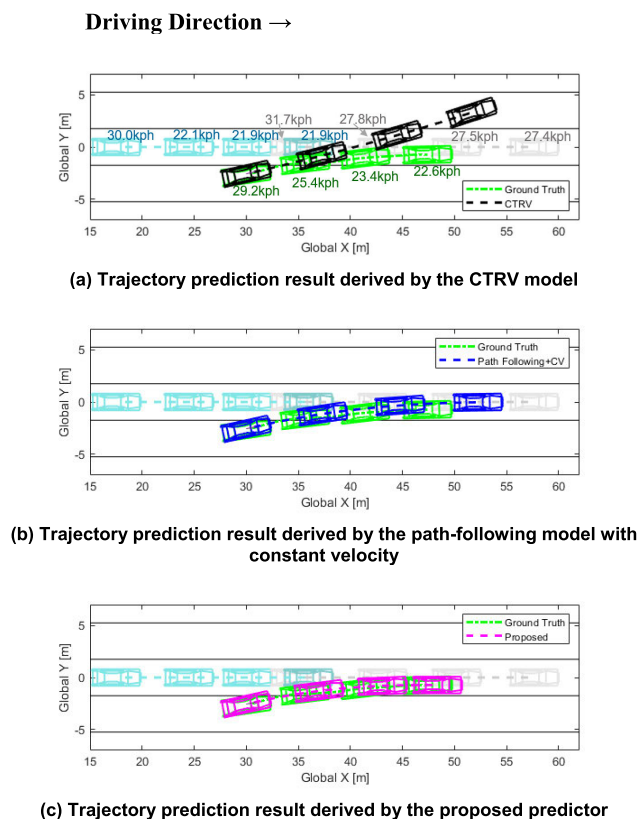 Driving Direction →
5
0
-5
Global Y [m]
30.0kph 22.1kph 21.9kph 31.7kph 21.9kph 27.8kph 27.5kph 27.4kph
29.2kph 25.4kph 23.4kph 22.6kph
Ground Truth
CTRV
15 20 25 30 35 40 45 50 55 60
Global X [m]
(a) Trajectory prediction result derived by the CTRV model
5
0
-5
Global Y [m]
Ground Truth
Path Following+CV
15 20 25 30 35 40 45 50 55 60
Global X [m]
(b) Trajectory prediction result derived by the path-following model with
constant velocity
5
0
-5
Global Y [m]
Ground Truth
Proposed
15 20 25 30 35 40 45 50 55 60
Global X [m]
(c) Trajectory prediction result derived by the proposed predictor